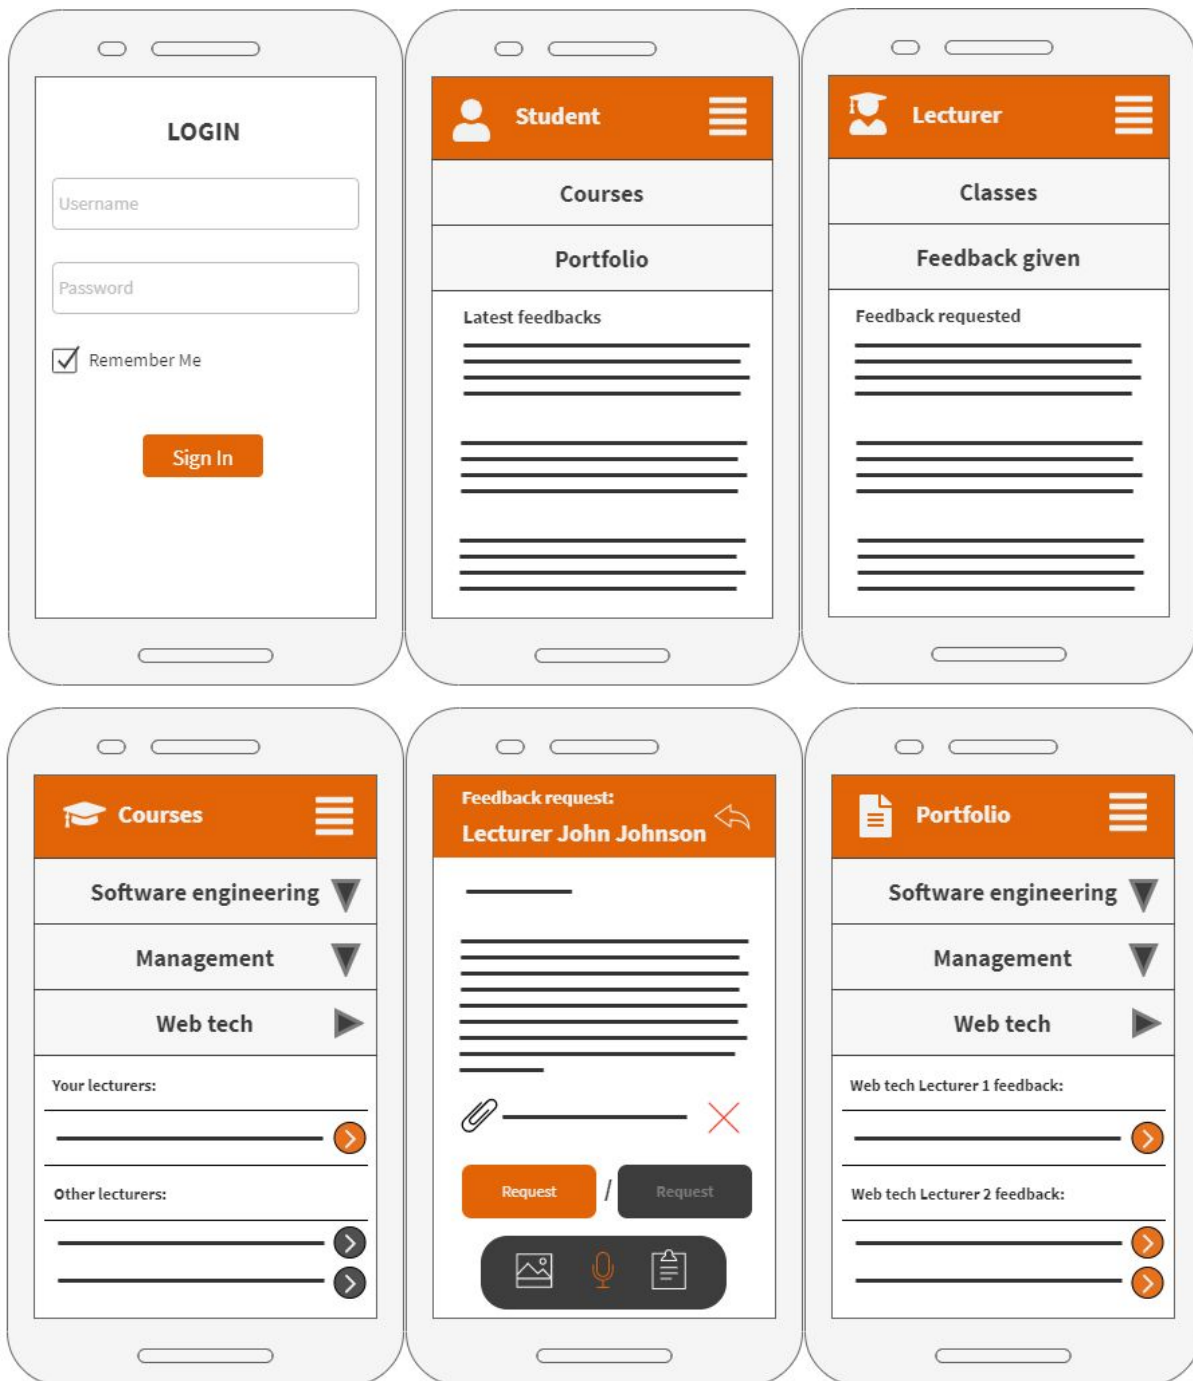 LOGIN
Username
Password
Remember Me
Sign In
Student
Courses
Portfolio
Latest feedbacks
Lecturer
Classes
Feedback given
Feedback requested
Courses
Software engineering
Management
Web tech
Your lecturers:
Other lecturers:
Feedback request:
Lecturer John Johnson
Request / Request
Portfolio
Software engineering
Management
Web tech
Web tech Lecturer 1 feedback:
Web tech Lecturer 2 feedback: